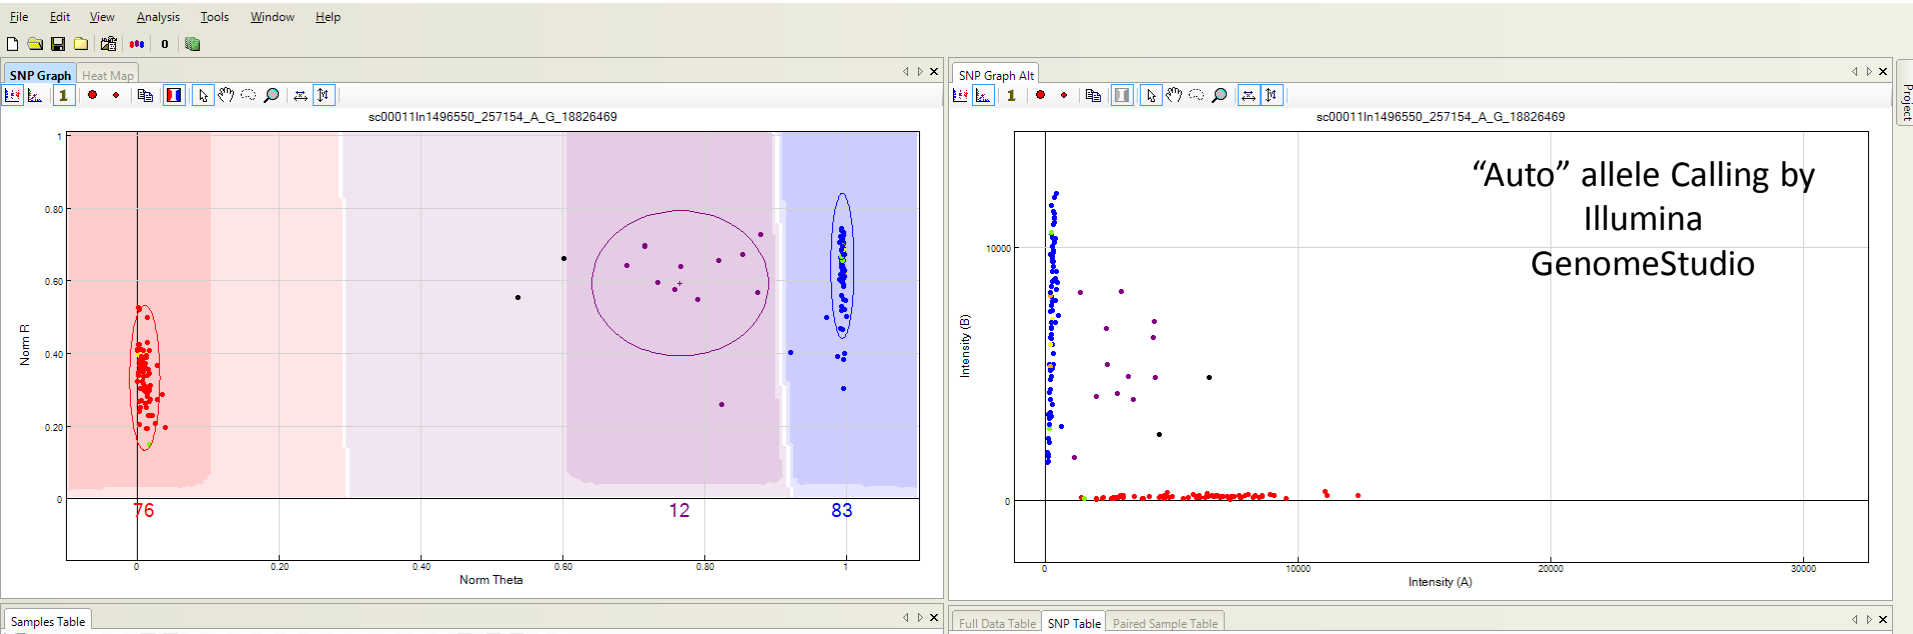 File Edit View Analysis Tools Window Help
0
SNP Graph Heat Map
1
sc00011ln1496550_257154_A_G_18826469
Norm R
1
0.80
0.60
0.40
0.20
0
76 12 83
0 0.20 0.40 0.60 0.80 1
Norm Theta
SNP Graph Alt
1
sc00011ln1496550_257154_A_G_18826469
“Auto” allele Calling by
Illumina
GenomeStudio
Intensity (B)
10000
0
0 10000 20000 30000
Intensity (A)
Project
Samples Table
Full Data Table SNP Table Paired Sample Table